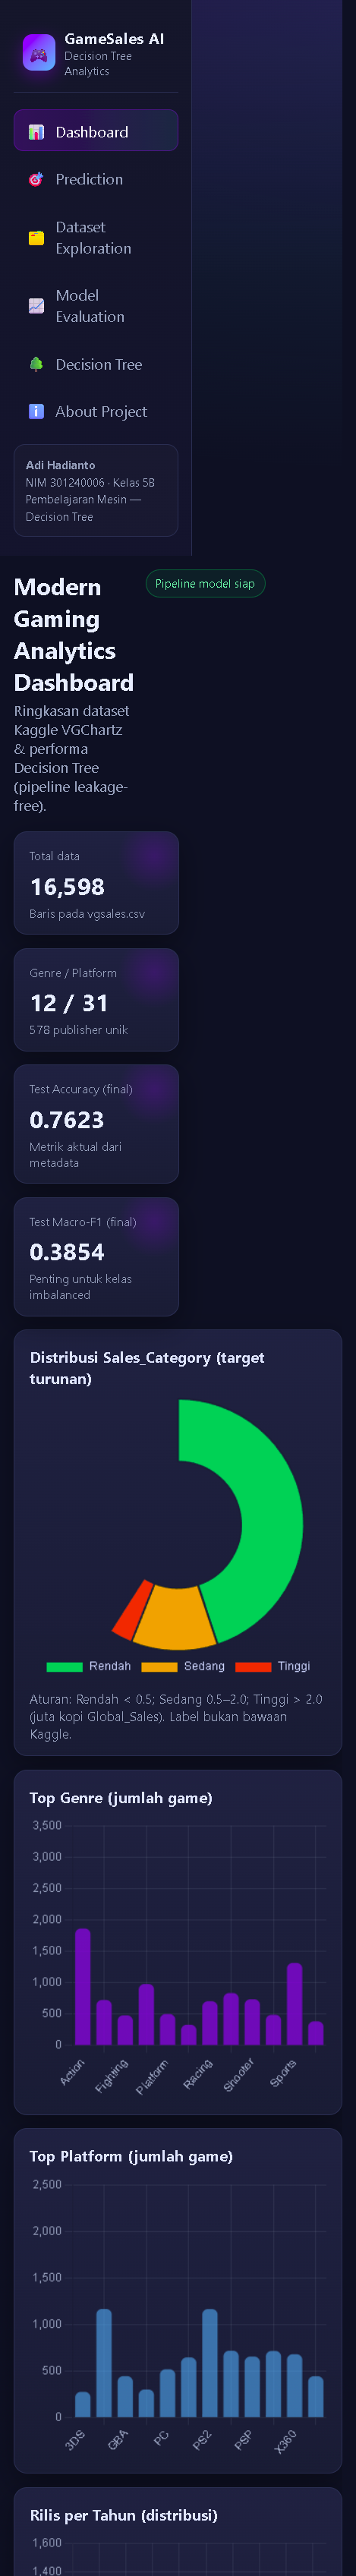 GameSales AI
Decision Tree
Analytics
Dashboard
Prediction
Dataset
Exploration
Model
Evaluation
Decision Tree
About Project
Adi Hadianto
NIM 301240006 · Kelas 5B
Pembelajaran Mesin —
Decision Tree
Modern
Gaming
Analytics
Dashboard
Pipeline model siap
Ringkasan dataset
Kaggle VGChartz
& performa
Decision Tree
(pipeline leakage-
free).
Total data
16,598
Baris pada vgsales.csv
Genre / Platform
12 / 31
578 publisher unik
Test Accuracy (final)
0.7623
Metrik aktual dari
metadata
Test Macro-F1 (final)
0.3854
Penting untuk kelas
imbalanced
Distribusi Sales_Category (target
turunan)
Rendah Sedang Tinggi
Aturan: Rendah < 0.5; Sedang 0.5–2.0; Tinggi > 2.0
(juta kopi Global_Sales). Label bukan bawaan
Kaggle.
Top Genre (jumlah game)
3,500
3,000
2,500
2,000
1,500
1,000
500
0
Action Fighting Platform Racing Shooter Sports
Top Platform (jumlah game)
2,500
2,000
1,500
1,000
500
0
3DS GBA PC PS2 PSP X360
Rilis per Tahun (distribusi)
1,600
1,400